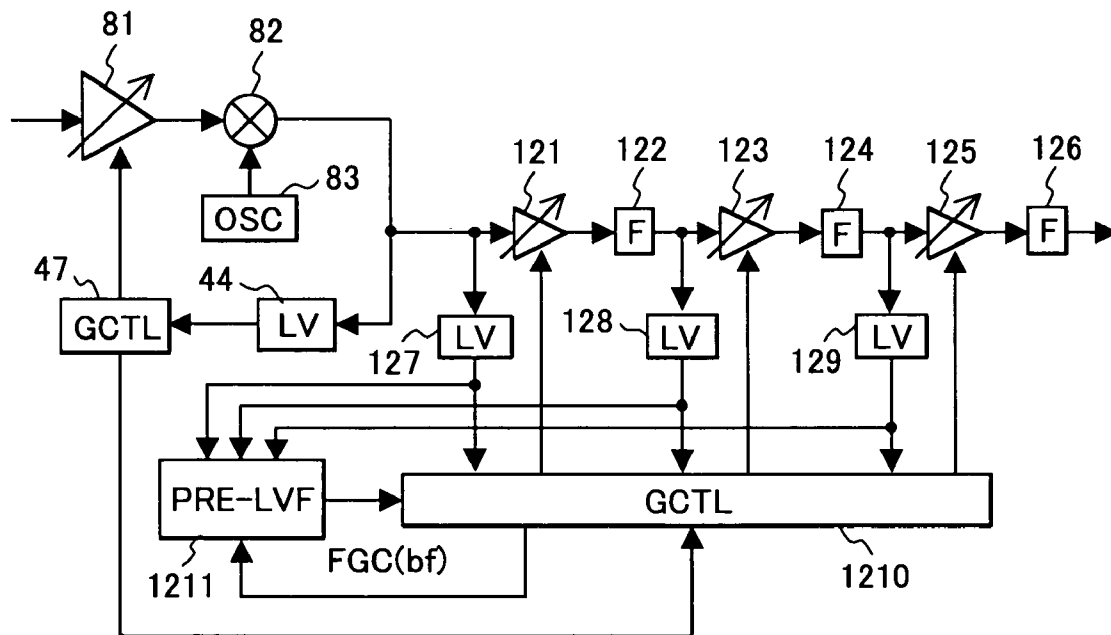 81
82
83
OSC
121
122
123
124
125
126
F
F
F
47
44
GCTL
LV
LV
127
128
LV
129
LV
PRE-LVF
GCTL
FGC(bf)
1211
1210